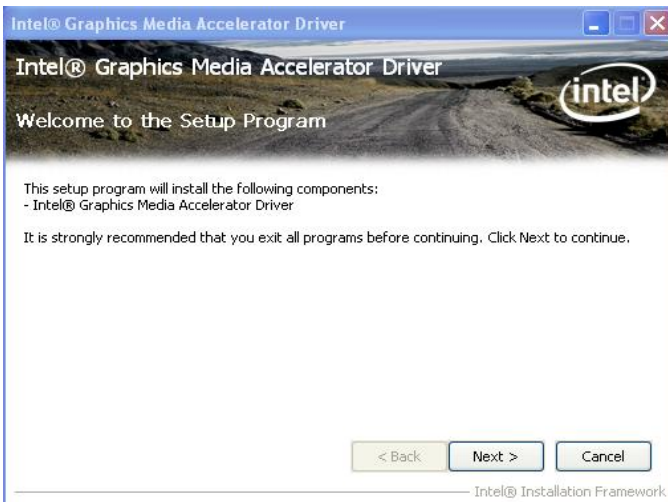 Intel® Graphics Media Accelerator Driver
Intel® Graphics Media Accelerator Driver
intel
Welcome to the Setup Program
This setup program will install the following components:
- Intel® Graphics Media Accelerator Driver
It is strongly recommended that you exit all programs before continuing. Click Next to continue.
< Back Next > Cancel
Intel® Installation Framework